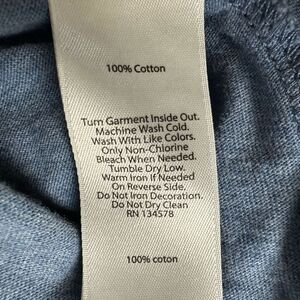 100% Cotton
Turn Garment Inside Out.
Machine Wash Cold.
Wash With Like Colors.
Only Non-Chlorine
Bleach When Needed.
Tumble Dry Low.
Warm Iron If Needed
On Reverse Side.
Do Not Iron Decoration.
Do Not Dry Clean
RN 134578
100% coton